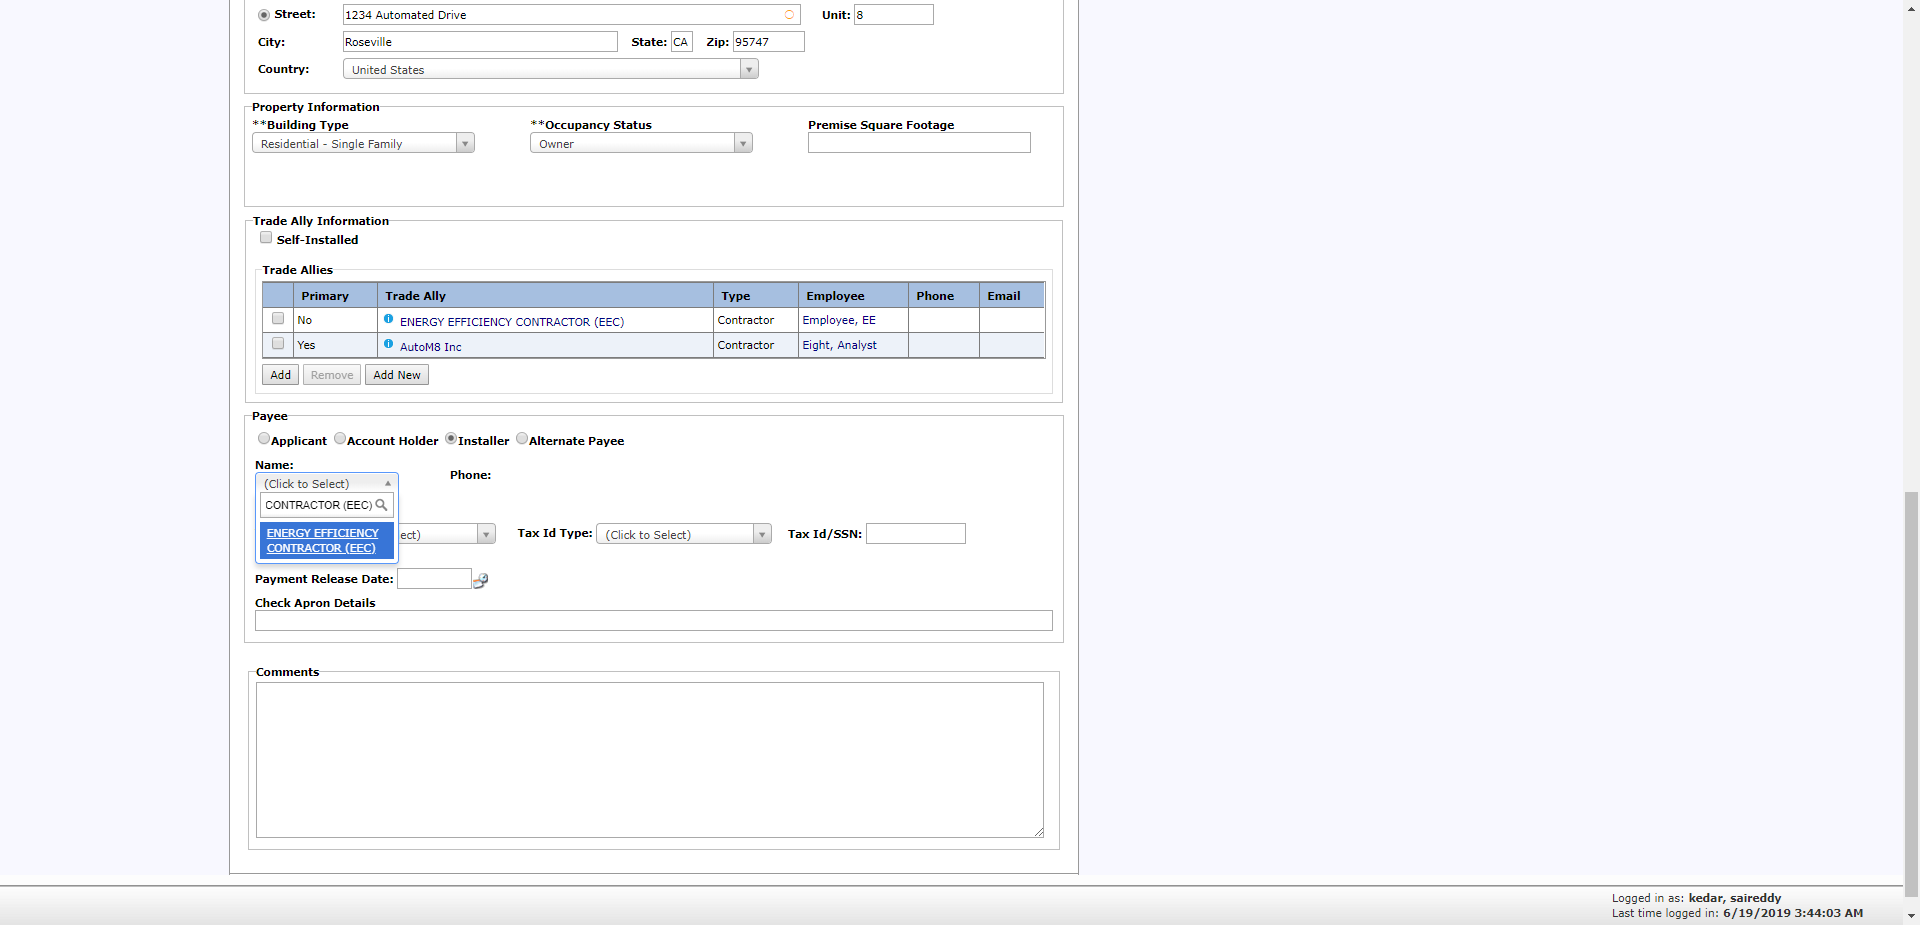 Street: 1234 Automated Drive Unit: 8
City: Roseville State: CA Zip: 95747
Country: United States
Property Information
**Building Type **Occupancy Status Premise Square Footage
Residential - Single Family Owner
Trade Ally Information
Self-Installed
Trade Allies
Primary Trade Ally Type Employee Phone Email
No ENERGY EFFICIENCY CONTRACTOR (EEC) Contractor Employee, EE
Yes AutoM8 Inc Contractor Eight, Analyst
Add Remove Add New
Payee
Applicant Account Holder Installer Alternate Payee
Name:
Phone:
(Click to Select)
CONTRACTOR (EEC)
ENERGY EFFICIENCY
CONTRACTOR (EEC)
ect) Tax Id Type: (Click to Select) Tax Id/SSN:
Payment Release Date:
Check Apron Details
Comments
Logged in as: kedar, saireddy
Last time logged in: 6/19/2019 3:44:03 AM